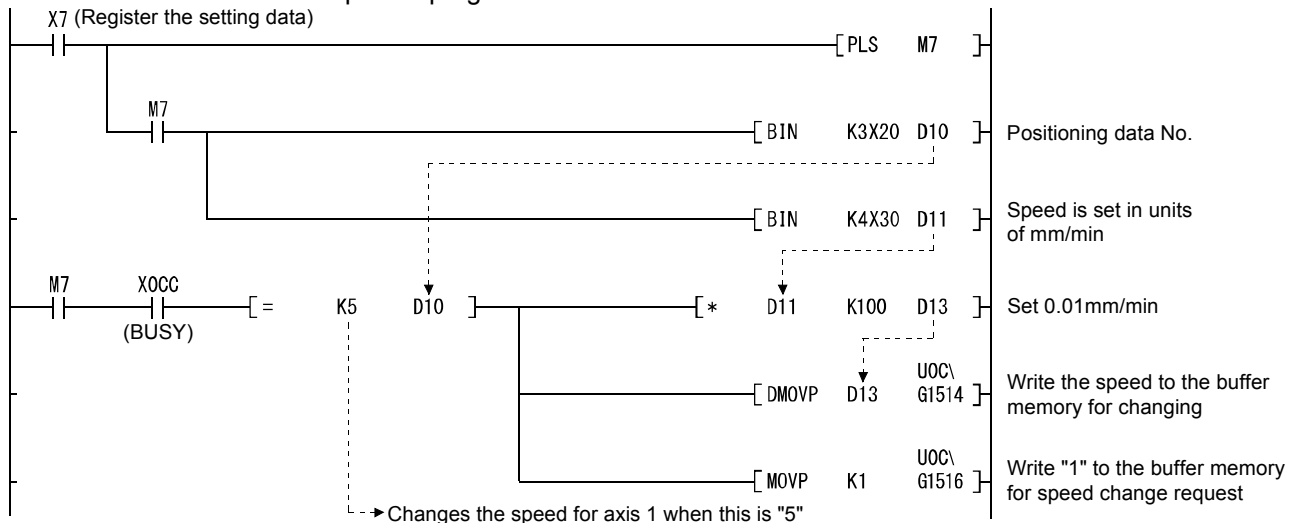 X7 (Register the setting data)
PLS M7
M7
BIN K3X20 D10 Positioning data No.
BIN K4X30 D11 Speed is set in units
of mm/min
M7 X0CC
= K5 D10 * D11 K100 D13 Set 0.01mm/min
(BUSY)
U0C\
DMOVP D13 G1514 Write the speed to the buffer
memory for changing
U0C\
MOVP K1 G1516 Write "1" to the buffer memory
for speed change request
Changes the speed for axis 1 when this is "5"